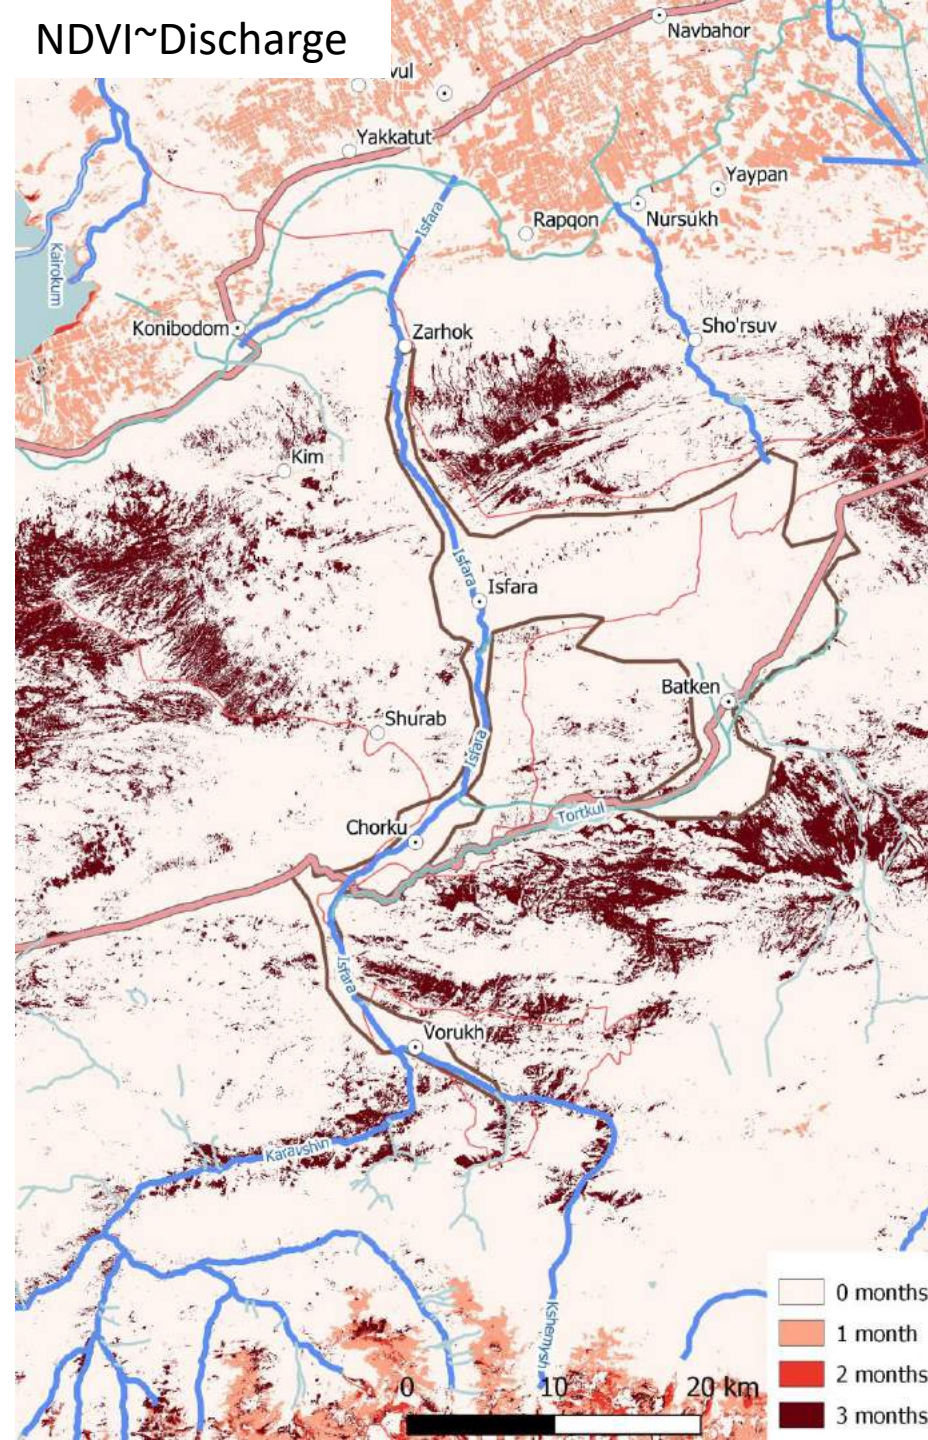 NDVI~Discharge
Navbahor
vul
Yakkatut
Yaypan
Isfara
Rapqon
Nursukh
Kairokum
Konibodom
Zarhok
Sho'rsuv
Kim
Isfara
Isfara
Batken
Shurab
Isfara
Tortkul
Chorku
Isfara
Vorukh
Karavshin
Kshemysh
0 months
1 month
2 months
3 months
0 10 20 km